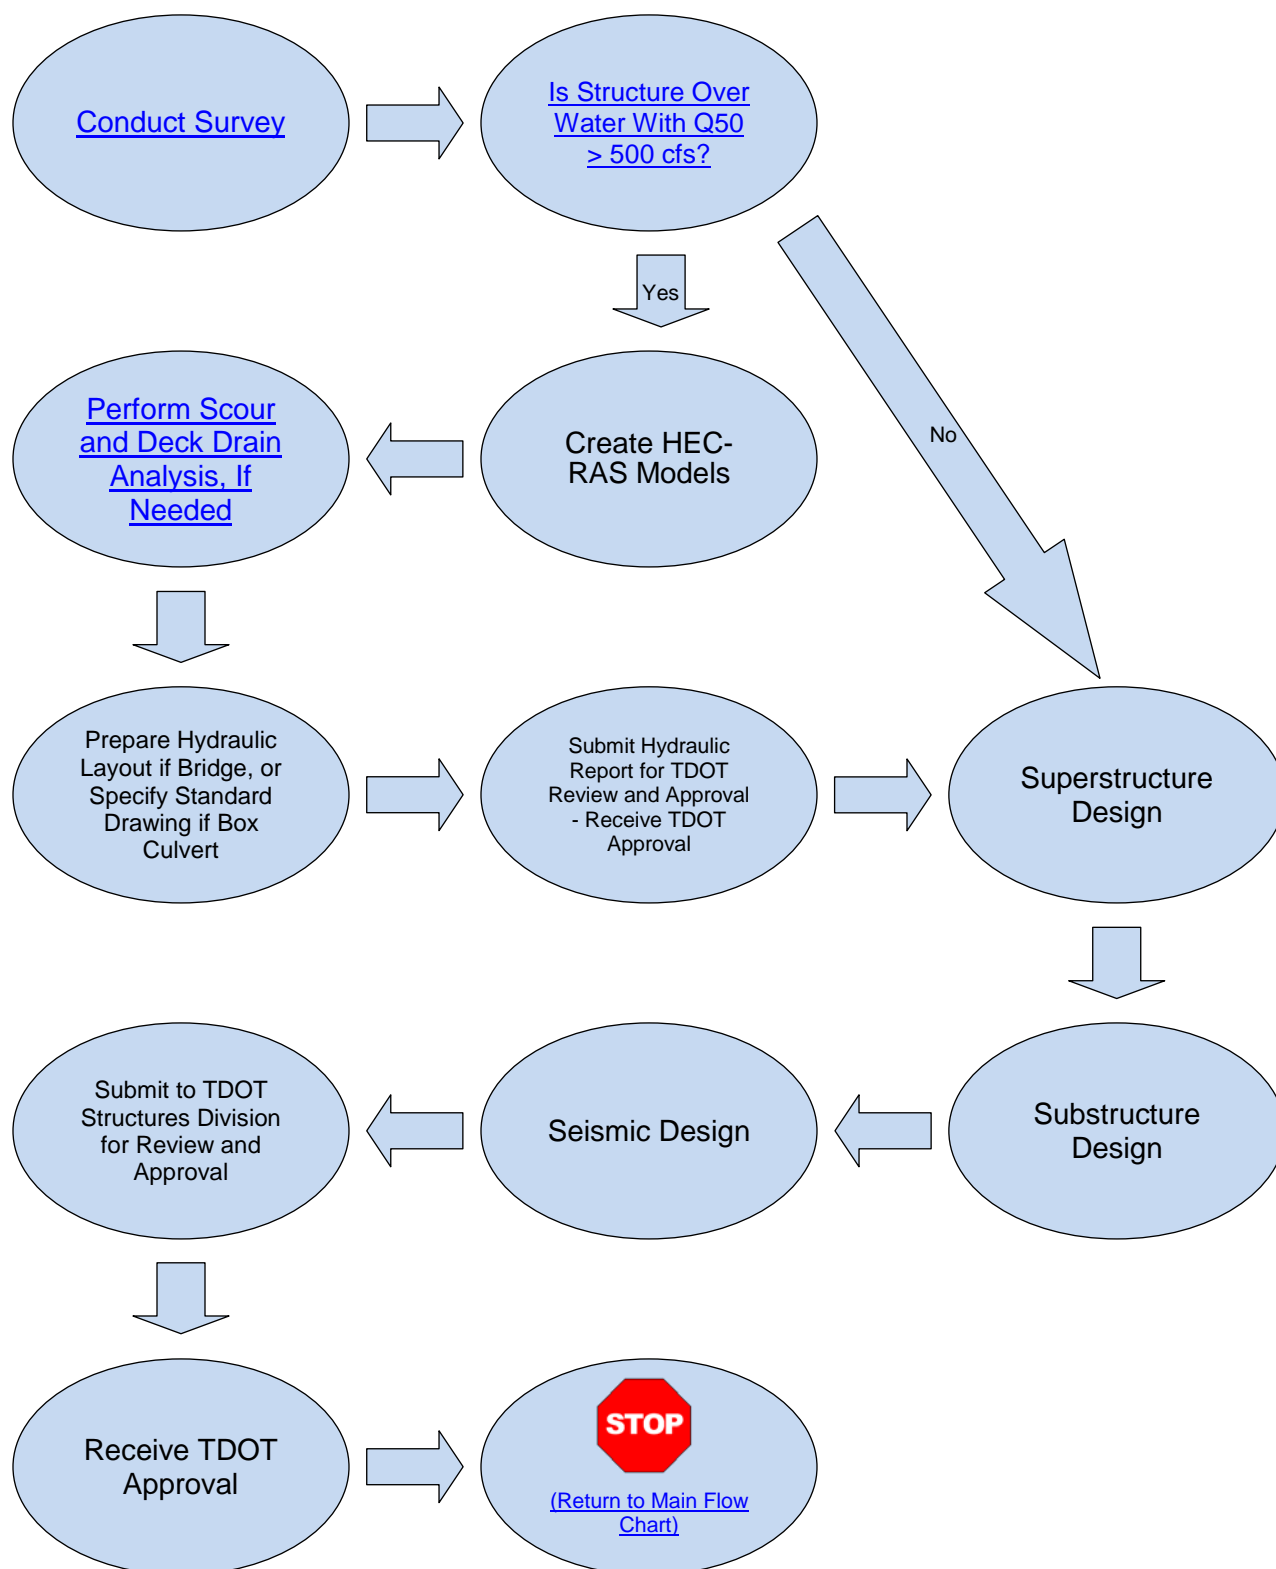 Conduct Survey
Is Structure Over
Water With Q50
> 500 cfs?
Yes
No
Perform Scour
and Deck Drain
Analysis, If
Needed
Create HEC-
RAS Models
Prepare Hydraulic
Layout if Bridge, or
Specify Standard
Drawing if Box
Culvert
Submit Hydraulic
Report for TDOT
Review and Approval
- Receive TDOT
Approval
Superstructure
Design
Submit to TDOT
Structures Division
for Review and
Approval
Seismic Design
Substructure
Design
Receive TDOT
Approval
STOP
(Return to Main Flow
Chart)